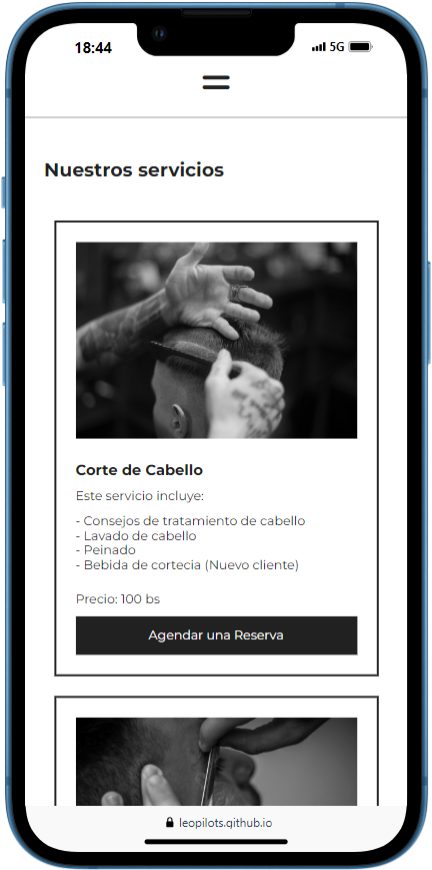 18:44
5G
Nuestros servicios
Corte de Cabello
Este servicio incluye:
- Consejos de tratamiento de cabello
- Lavado de cabello
- Peinado
- Bebida de cortecia (Nuevo cliente)
Precio: 100 bs
Agendar una Reserva
leopilots.github.io